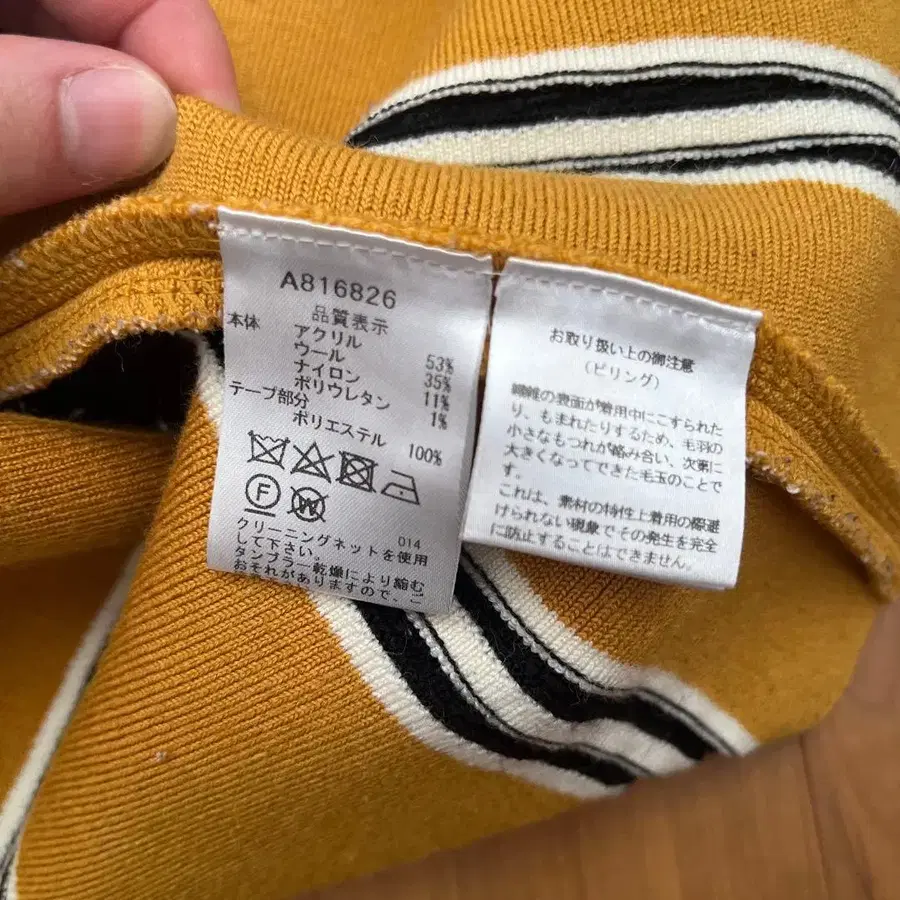 A816826
品質表示
本体
アクリル 53%
ウール 35%
ナイロン 11%
ポリウレタン 1%
テープ部分
ポリエステル 100%
F
W
014
クリーニングネットを使用
して下さい。
タンブラー乾燥により縮む
おそれがありますので、ご
お取り扱い上の御注意
(ピリング)
繊維の表面が着用中にこすられた
り、もまれたりするため、毛羽の
小さなもつれが絡み合い、次第に
大きくなってできた毛玉のことで
す。
これは、素材の特性上着用の際避
けられない現象でその発生を完全
に防止することはできません。